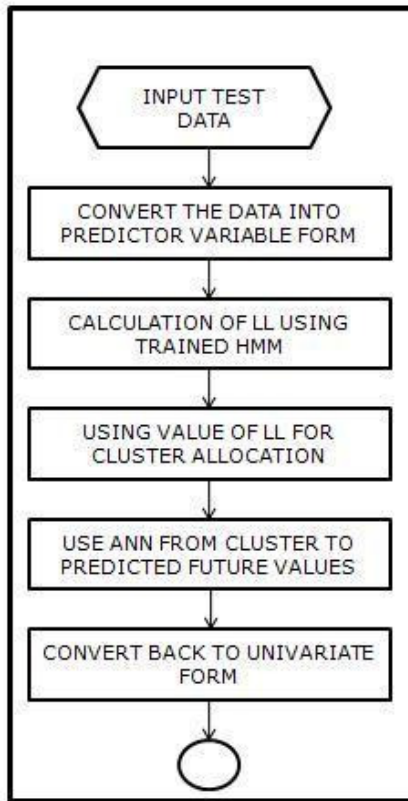 INPUT TEST
DATA
CONVERT THE DATA INTO
PREDICTOR VARIABLE FORM
CALCULATION OF LL USING
TRAINED HMM
USING VALUE OF LL FOR
CLUSTER ALLOCATION
USE ANN FROM CLUSTER TO
PREDICTED FUTURE VALUES
CONVERT BACK TO UNIVARIATE
FORM